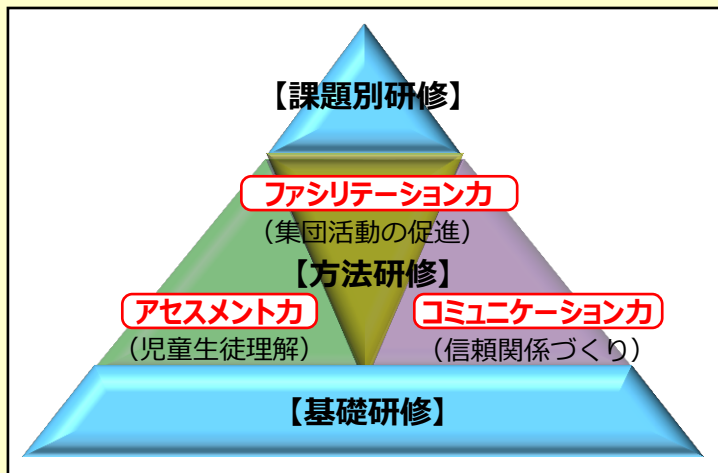 【課題別研修】
ファシリテーション力
（集団活動の促進）
【方法研修】
アセスメント力
（児童生徒理解）
コミュニケーション力
（信頼関係づくり）
【基礎研修】